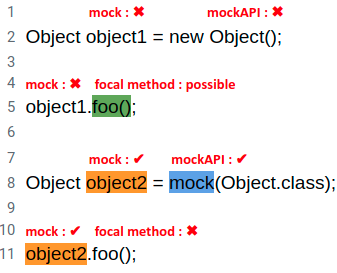 1 mock : ✖ mockAPI : ✖
2 Object object1 = new Object();
3
4 mock : ✖ focal method : possible
5 object1.foo();
6
7 mock : ✔ mockAPI : ✔
8 Object object2 = mock(Object.class);
9
10 mock : ✔ focal method : ✖
11 object2.foo();